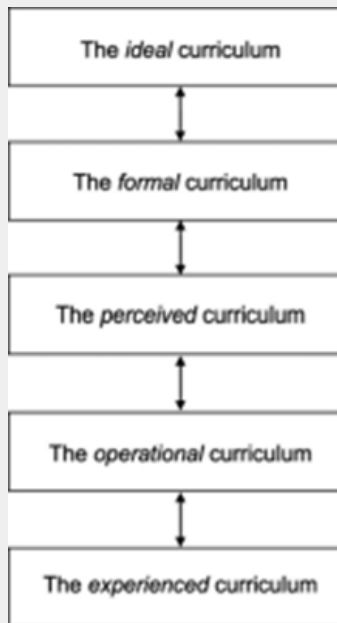 The ideal curriculum
The formal curriculum
The perceived curriculum
The operational curriculum
The experienced curriculum